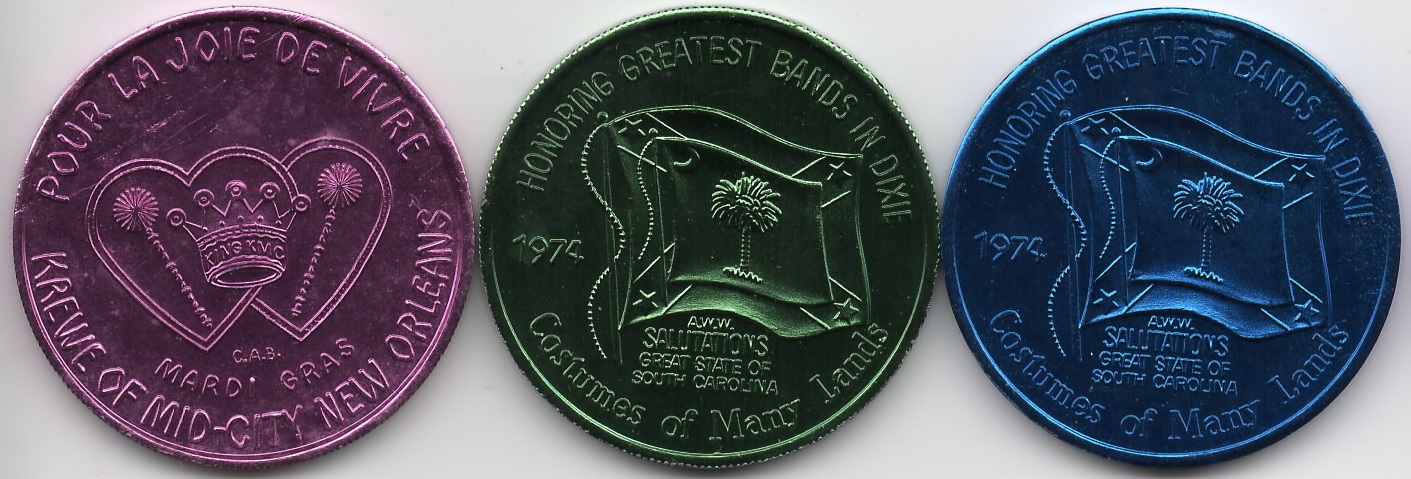 POUR LA JOIE DE VIVRE
KING KMC
C.A.B.
MARDI GRAS
KREWE OF MID-CITY NEW ORLEANS
HONORING GREATEST BANDS IN DIXIE
1974
A.W.W.
SALUTATIONS
GREAT STATE OF
SOUTH CAROLINA
Costumes of Many Lands
HONORING GREATEST BANDS IN DIXIE
1974
A.W.W.
SALUTATIONS
GREAT STATE OF
SOUTH CAROLINA
Costumes of Many Lands